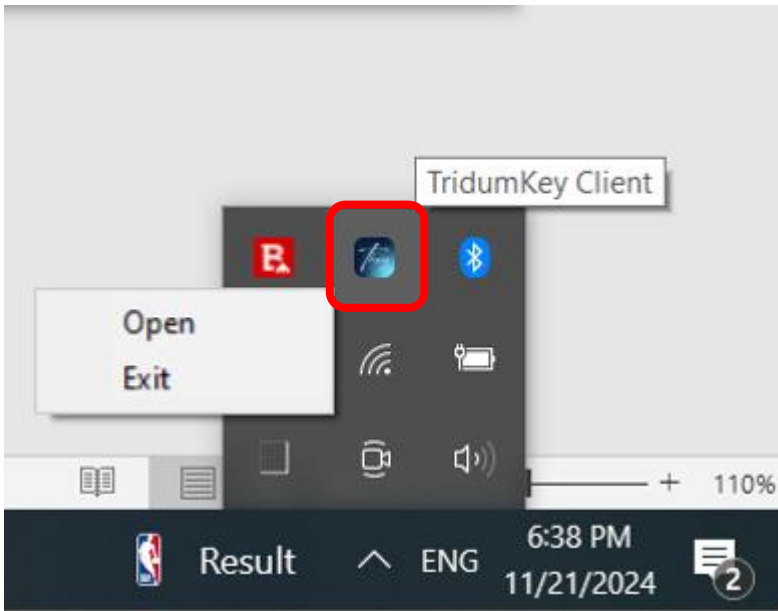 TridumKey Client
Open
Exit
110%
Result
ENG
6:38 PM
11/21/2024
2